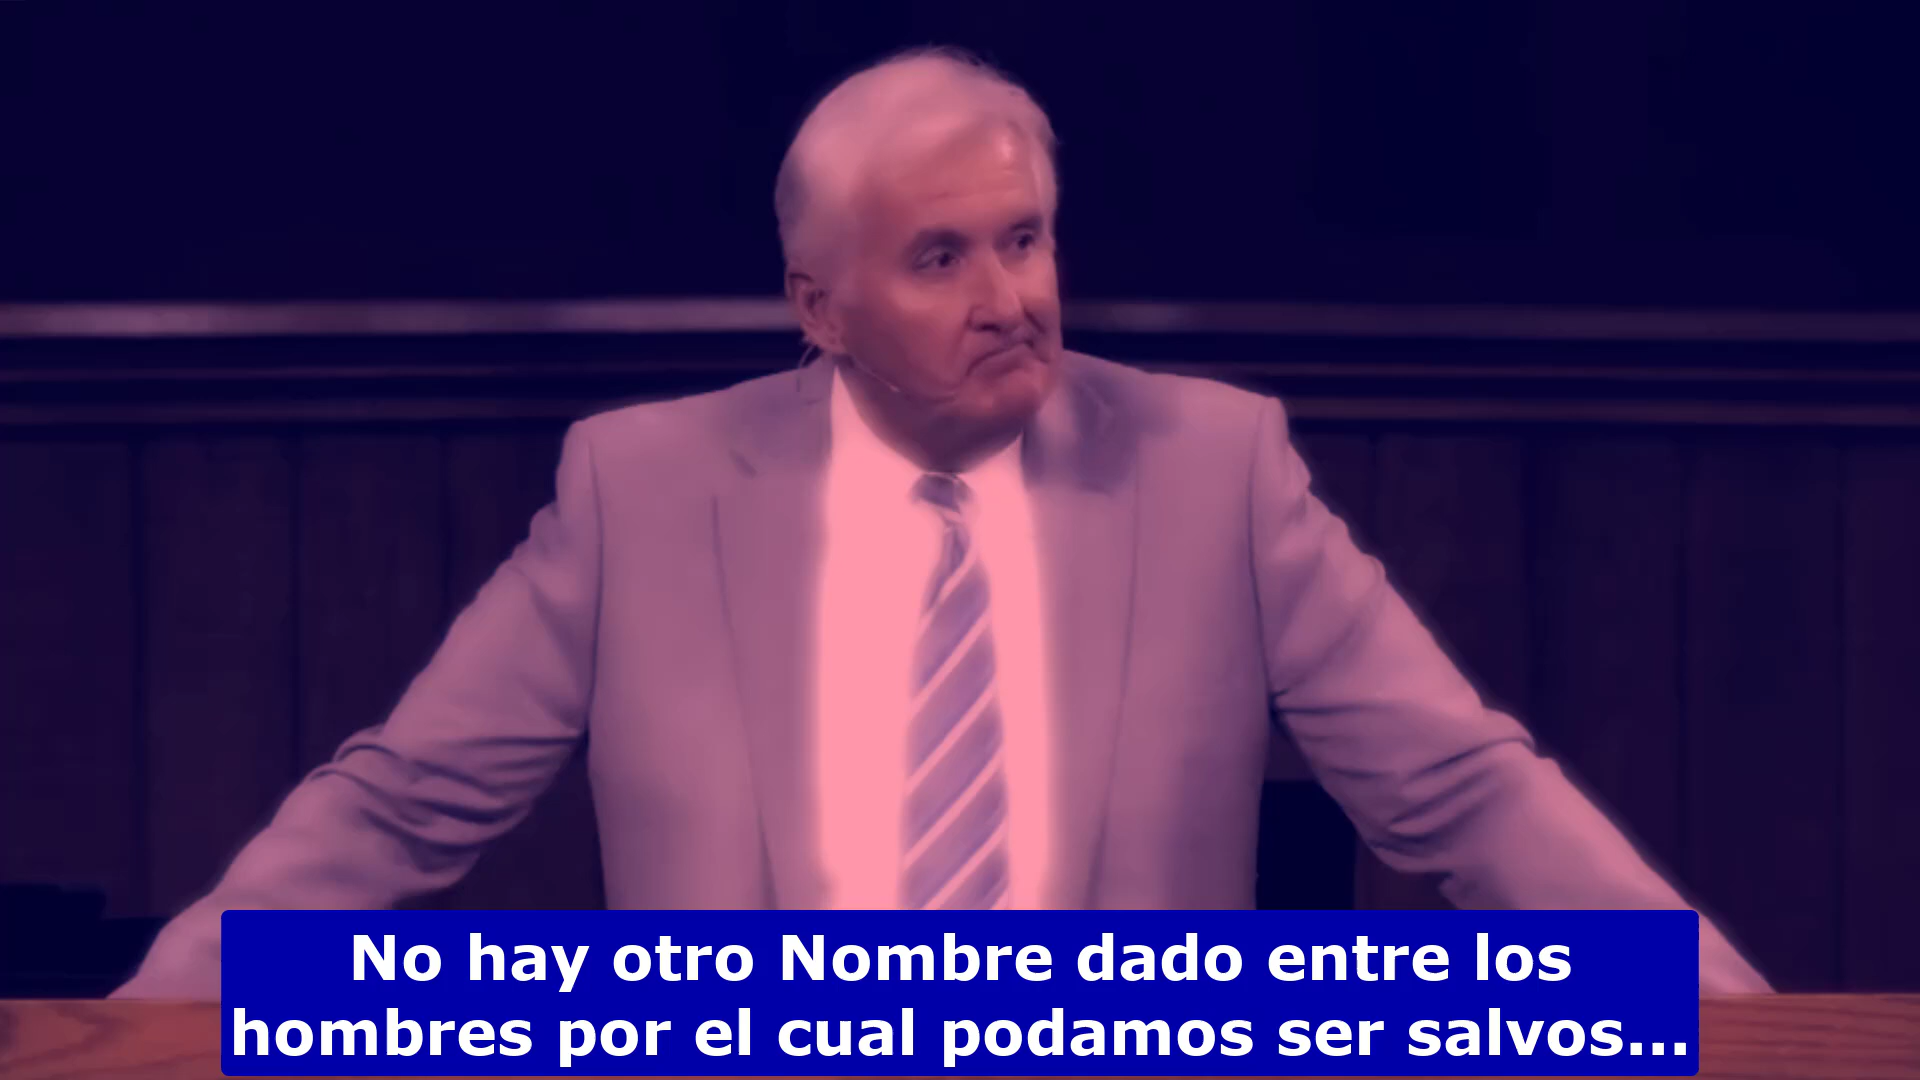 No hay otro Nombre dado entre los
hombres por el cual podamos ser salvos...